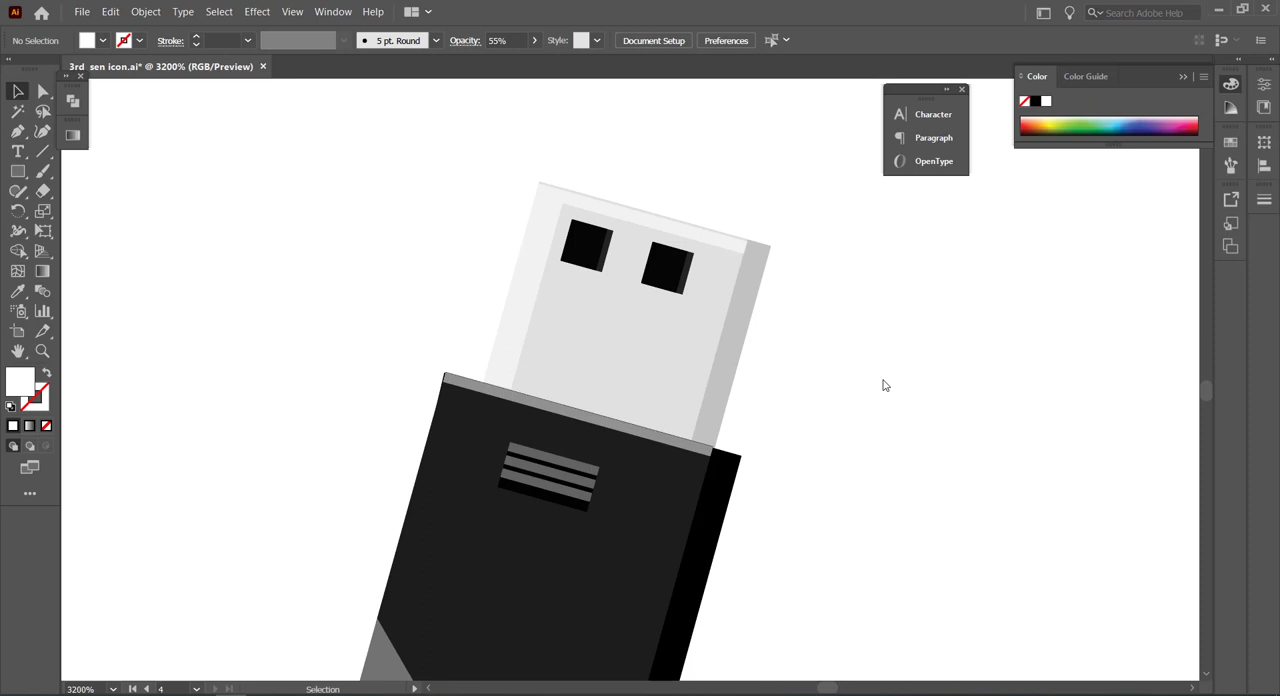 Ai File Edit Object Type Select Effect View Window Help Search Adobe Help
No Selection Stroke: 5 pt. Round Opacity: 55% Style: Document Setup Preferences
3rd sen icon.ai* @ 3200% (RGB/Preview)
Color Color Guide
Character
Paragraph
OpenType
3200% 4 Selection